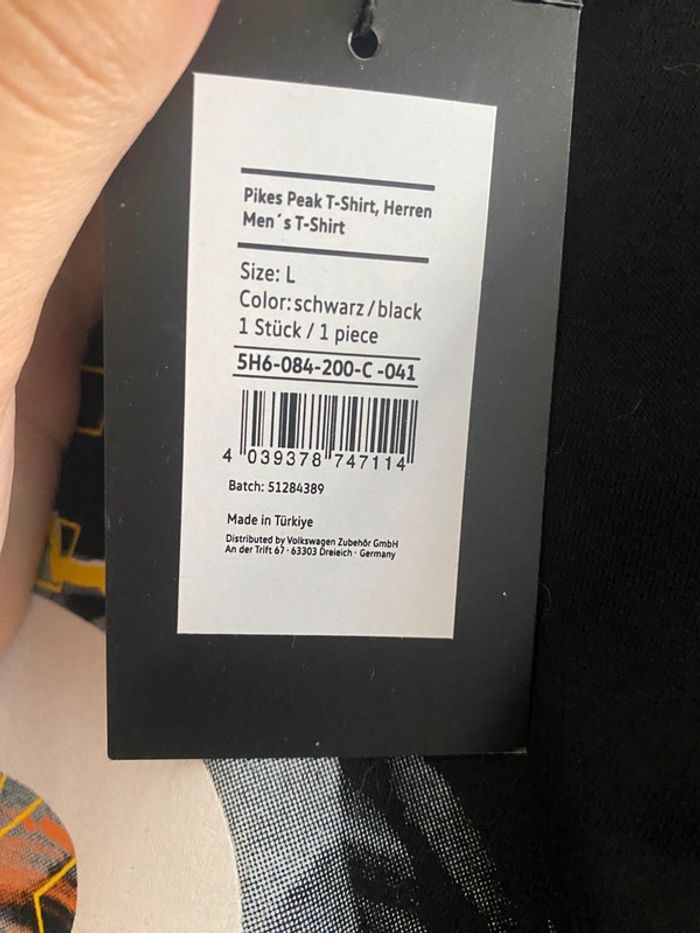 Pikes Peak T-Shirt, Herren
Men´s T-Shirt
Size: L
Color: schwarz / black
1 Stück / 1 piece
5H6-084-200-C -041
4 039378 747114
Batch: 51284389
Made in Türkiye
Distributed by Volkswagen Zubehör GmbH
An der Trift 67 · 63303 Dreieich · Germany